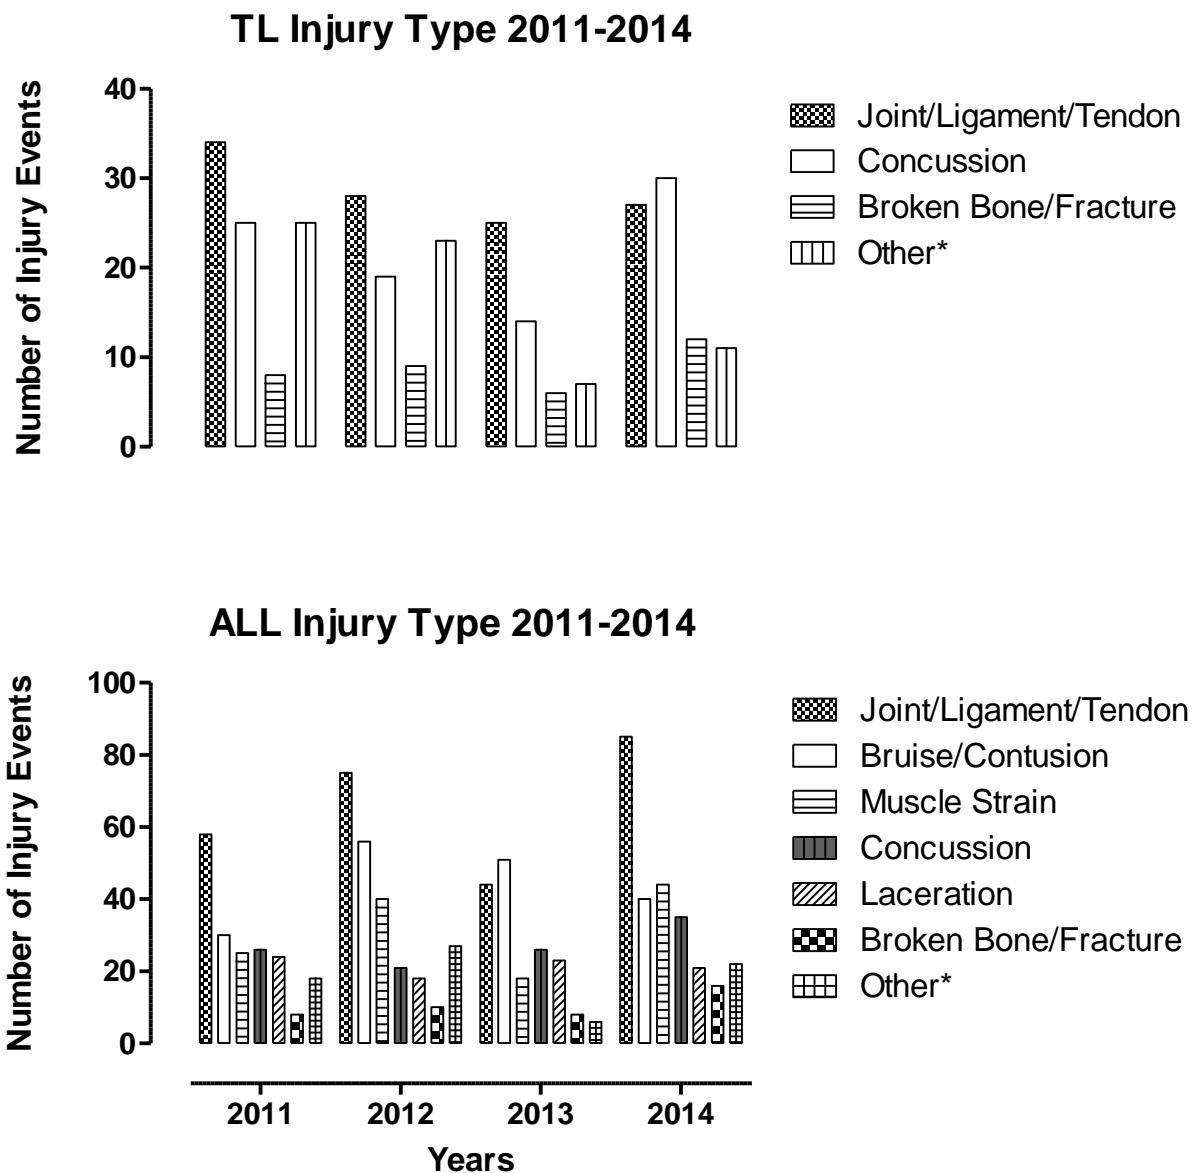 TL Injury Type 2011-2014
Number of Injury Events
40
30
20
10
0
Joint/Ligament/Tendon
Concussion
Broken Bone/Fracture
Other*
ALL Injury Type 2011-2014
Number of Injury Events
100
80
60
40
20
0
Joint/Ligament/Tendon
Bruise/Contusion
Muscle Strain
Concussion
Laceration
Broken Bone/Fracture
Other*
2011 2012 2013 2014
Years